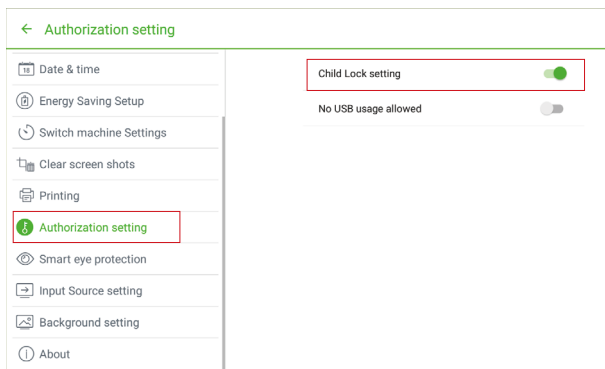 Authorization setting
18 Date & time
Energy Saving Setup
Switch machine Settings
Clear screen shots
Printing
Authorization setting
Smart eye protection
Input Source setting
Background setting
About
Child Lock setting
No USB usage allowed